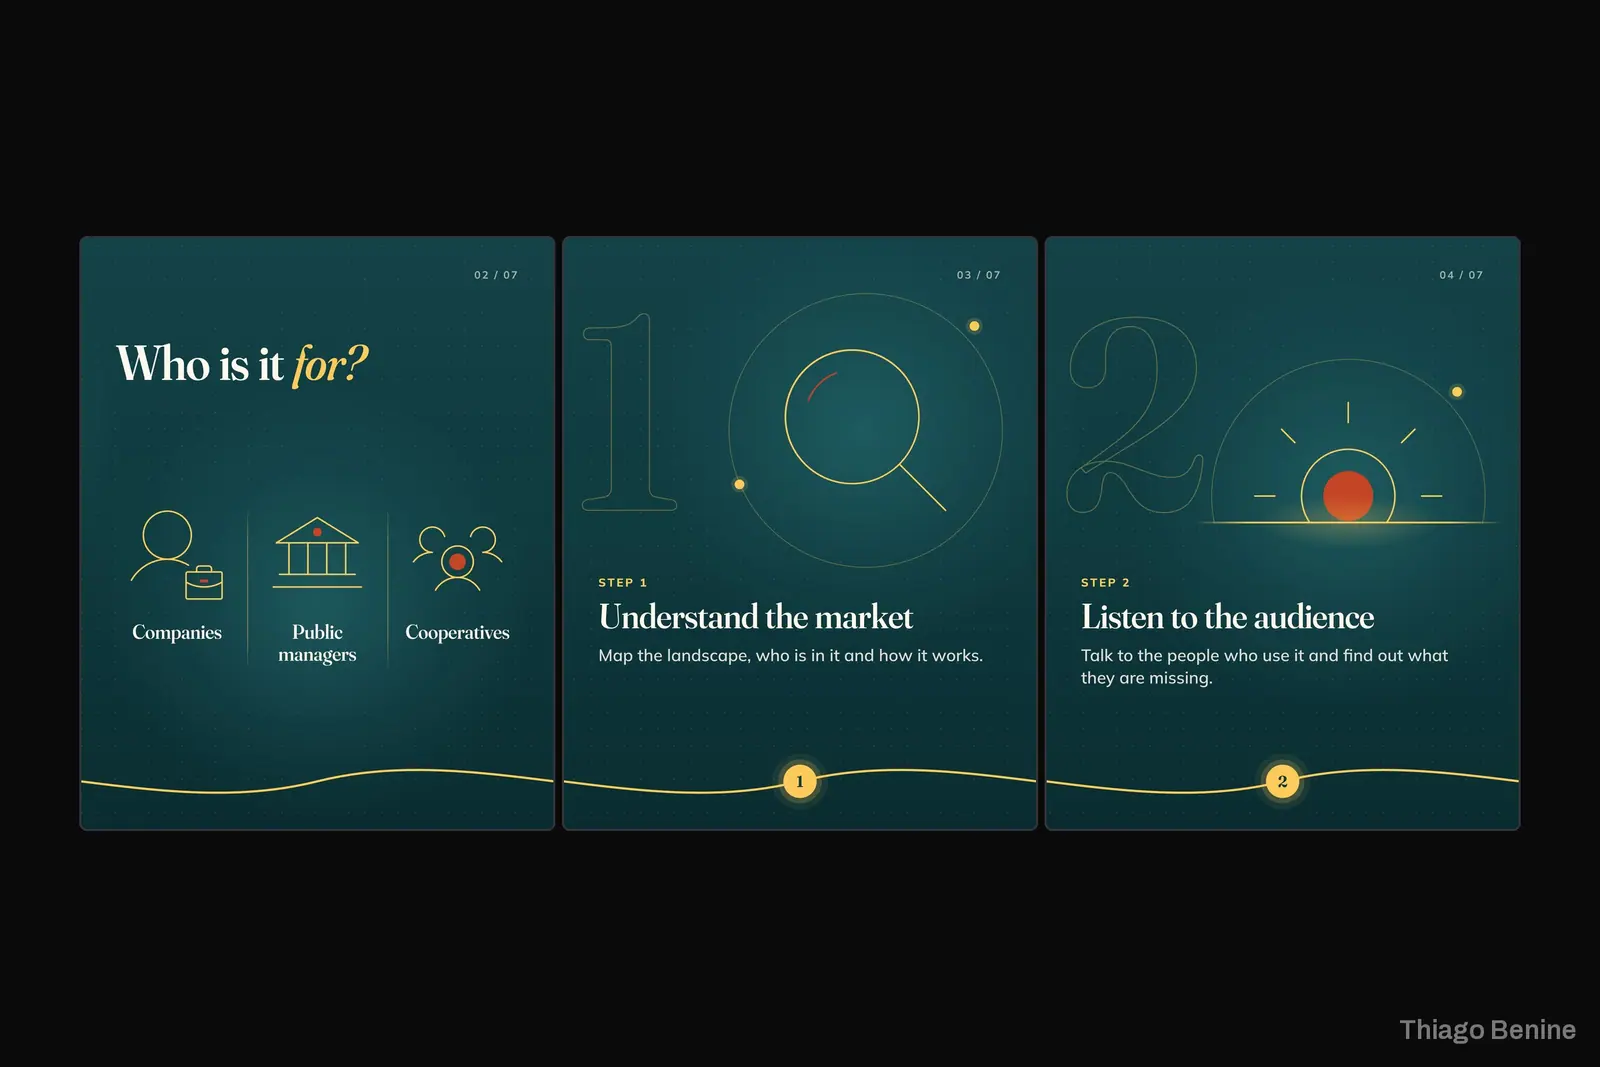 02 / 07
Who is it for?
Companies
Public
managers
Cooperatives
03 / 07
1
STEP 1
Understand the market
Map the landscape, who is in it and how it works.
1
04 / 07
2
STEP 2
Listen to the audience
Talk to the people who use it and find out what
they are missing.
2
Thiago Benine